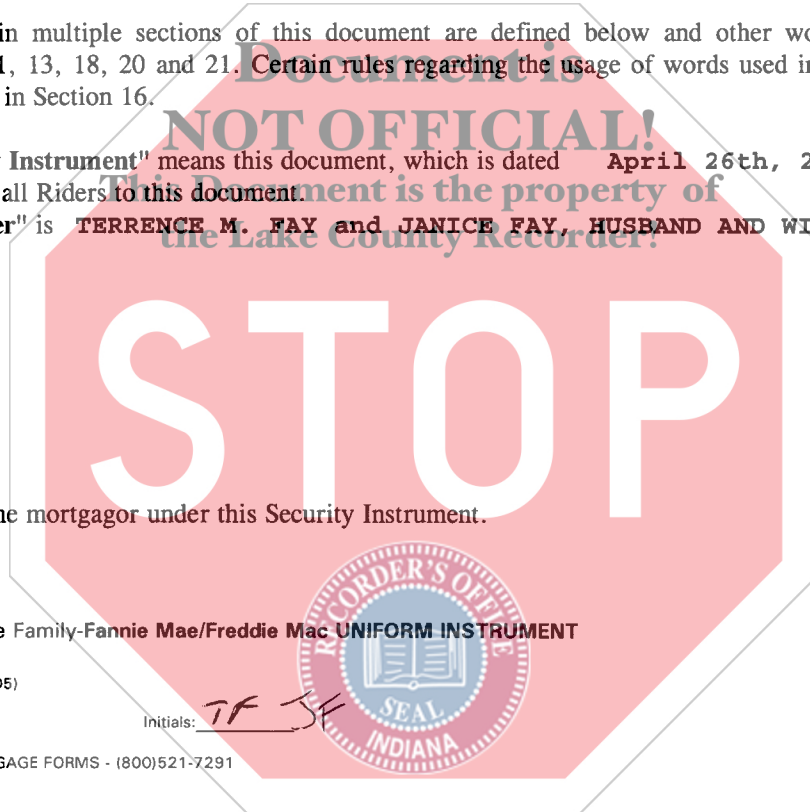 in multiple sections of this document are defined below and other wo
1, 13, 18, 20 and 21. Certain rules regarding the usage of words used in
in Section 16.
Document is
NOT OFFICIAL!
This Document is the property of
the Lake County Recorder!
Instrument" means this document, which is dated April 26th, 2
all Riders to this document.
er" is TERRENCE M. FAY and JANICE FAY, HUSBAND AND WI
STOP
he mortgagor under this Security Instrument.
e Family-Fannie Mae/Freddie Mac UNIFORM INSTRUMENT
05)
Initials: TF JF
GAGE FORMS - (800)521-7291
RECORDER'S OFFICE
SEAL
INDIANA